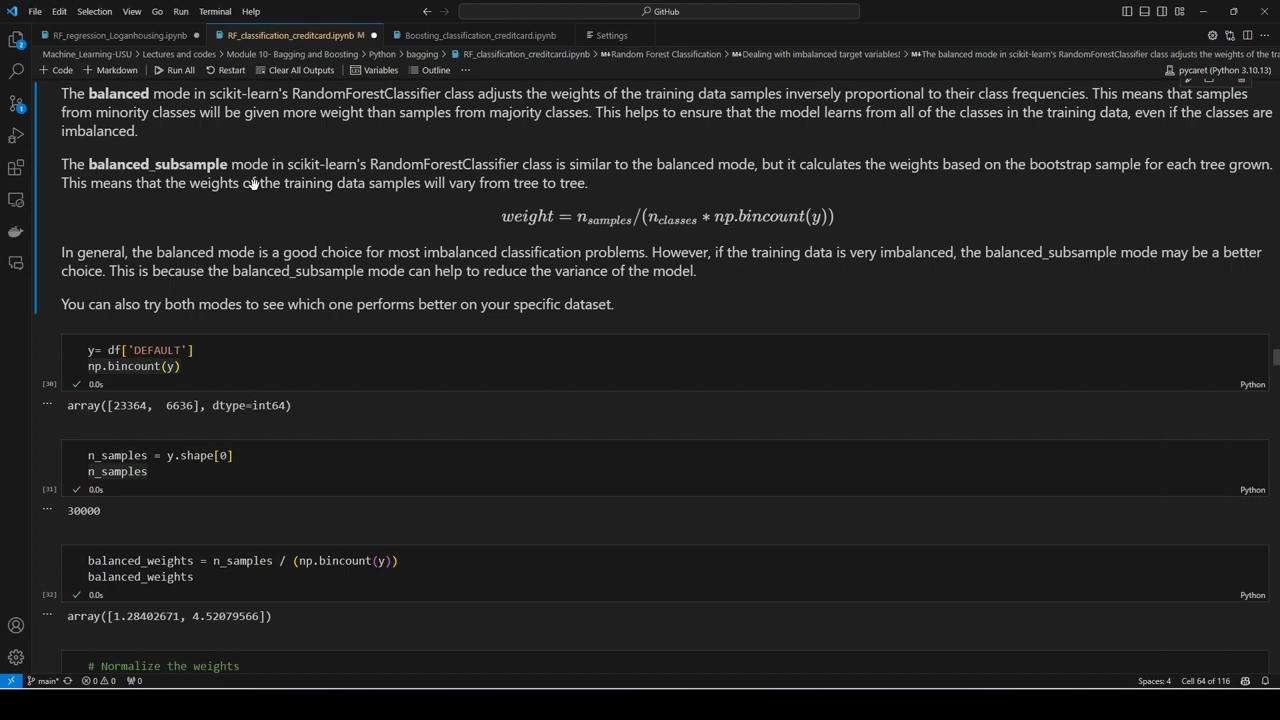 File Edit Selection View Go Run Terminal Help GitHub
RF_regression_Loganhousing.ipynb RF_classification_creditcard.ipynb M Boosting_classification_creditcard.ipynb Settings
Machine_Learning-USU > Lectures and codes > Module 10- Bagging and Boosting > Python > bagging > RF_classification_creditcard.ipynb > Random Forest Classification > Dealing with imbalanced target variables! > The balanced mode in scikit-learn's RandomForestClassifier class adjusts the weights of the tra
Code Markdown Run All Restart Clear All Outputs Variables Outline ... pycaret (Python 3.10.13)
The balanced mode in scikit-learn's RandomForestClassifier class adjusts the weights of the training data samples inversely proportional to their class frequencies. This means that samples
from minority classes will be given more weight than samples from majority classes. This helps to ensure that the model learns from all of the classes in the training data, even if the classes are
imbalanced.
The balanced_subsample mode in scikit-learn's RandomForestClassifier class is similar to the balanced mode, but it calculates the weights based on the bootstrap sample for each tree grown.
This means that the weights of the training data samples will vary from tree to tree.
weight = n_samples/(n_classes * np.bincount(y))
In general, the balanced mode is a good choice for most imbalanced classification problems. However, if the training data is very imbalanced, the balanced_subsample mode may be a better
choice. This is because the balanced_subsample mode can help to reduce the variance of the model.
You can also try both modes to see which one performs better on your specific dataset.
y= df['DEFAULT']
np.bincount(y)
[30] 0.0s Python
... array([23364,  6636], dtype=int64)
n_samples = y.shape[0]
n_samples
[31] 0.0s Python
... 30000
balanced_weights = n_samples / (np.bincount(y))
balanced_weights
[32] 0.0s Python
... array([1.28402671, 4.52079566])
# Normalize the weights
main* 0 0 0 Spaces: 4 Cell 64 of 116